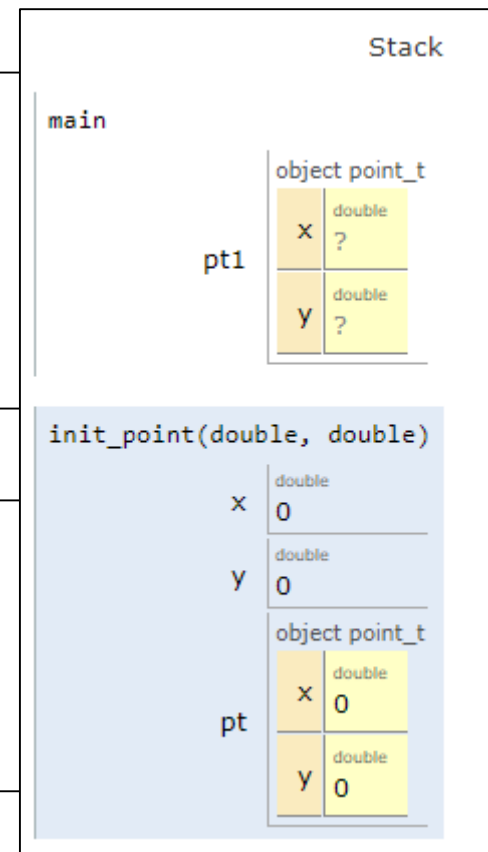 Stack
main
object point_t
pt1
x
double
?
y
double
?
init_point(double, double)
x
double
0
y
double
0
object point_t
pt
x
double
0
y
double
0